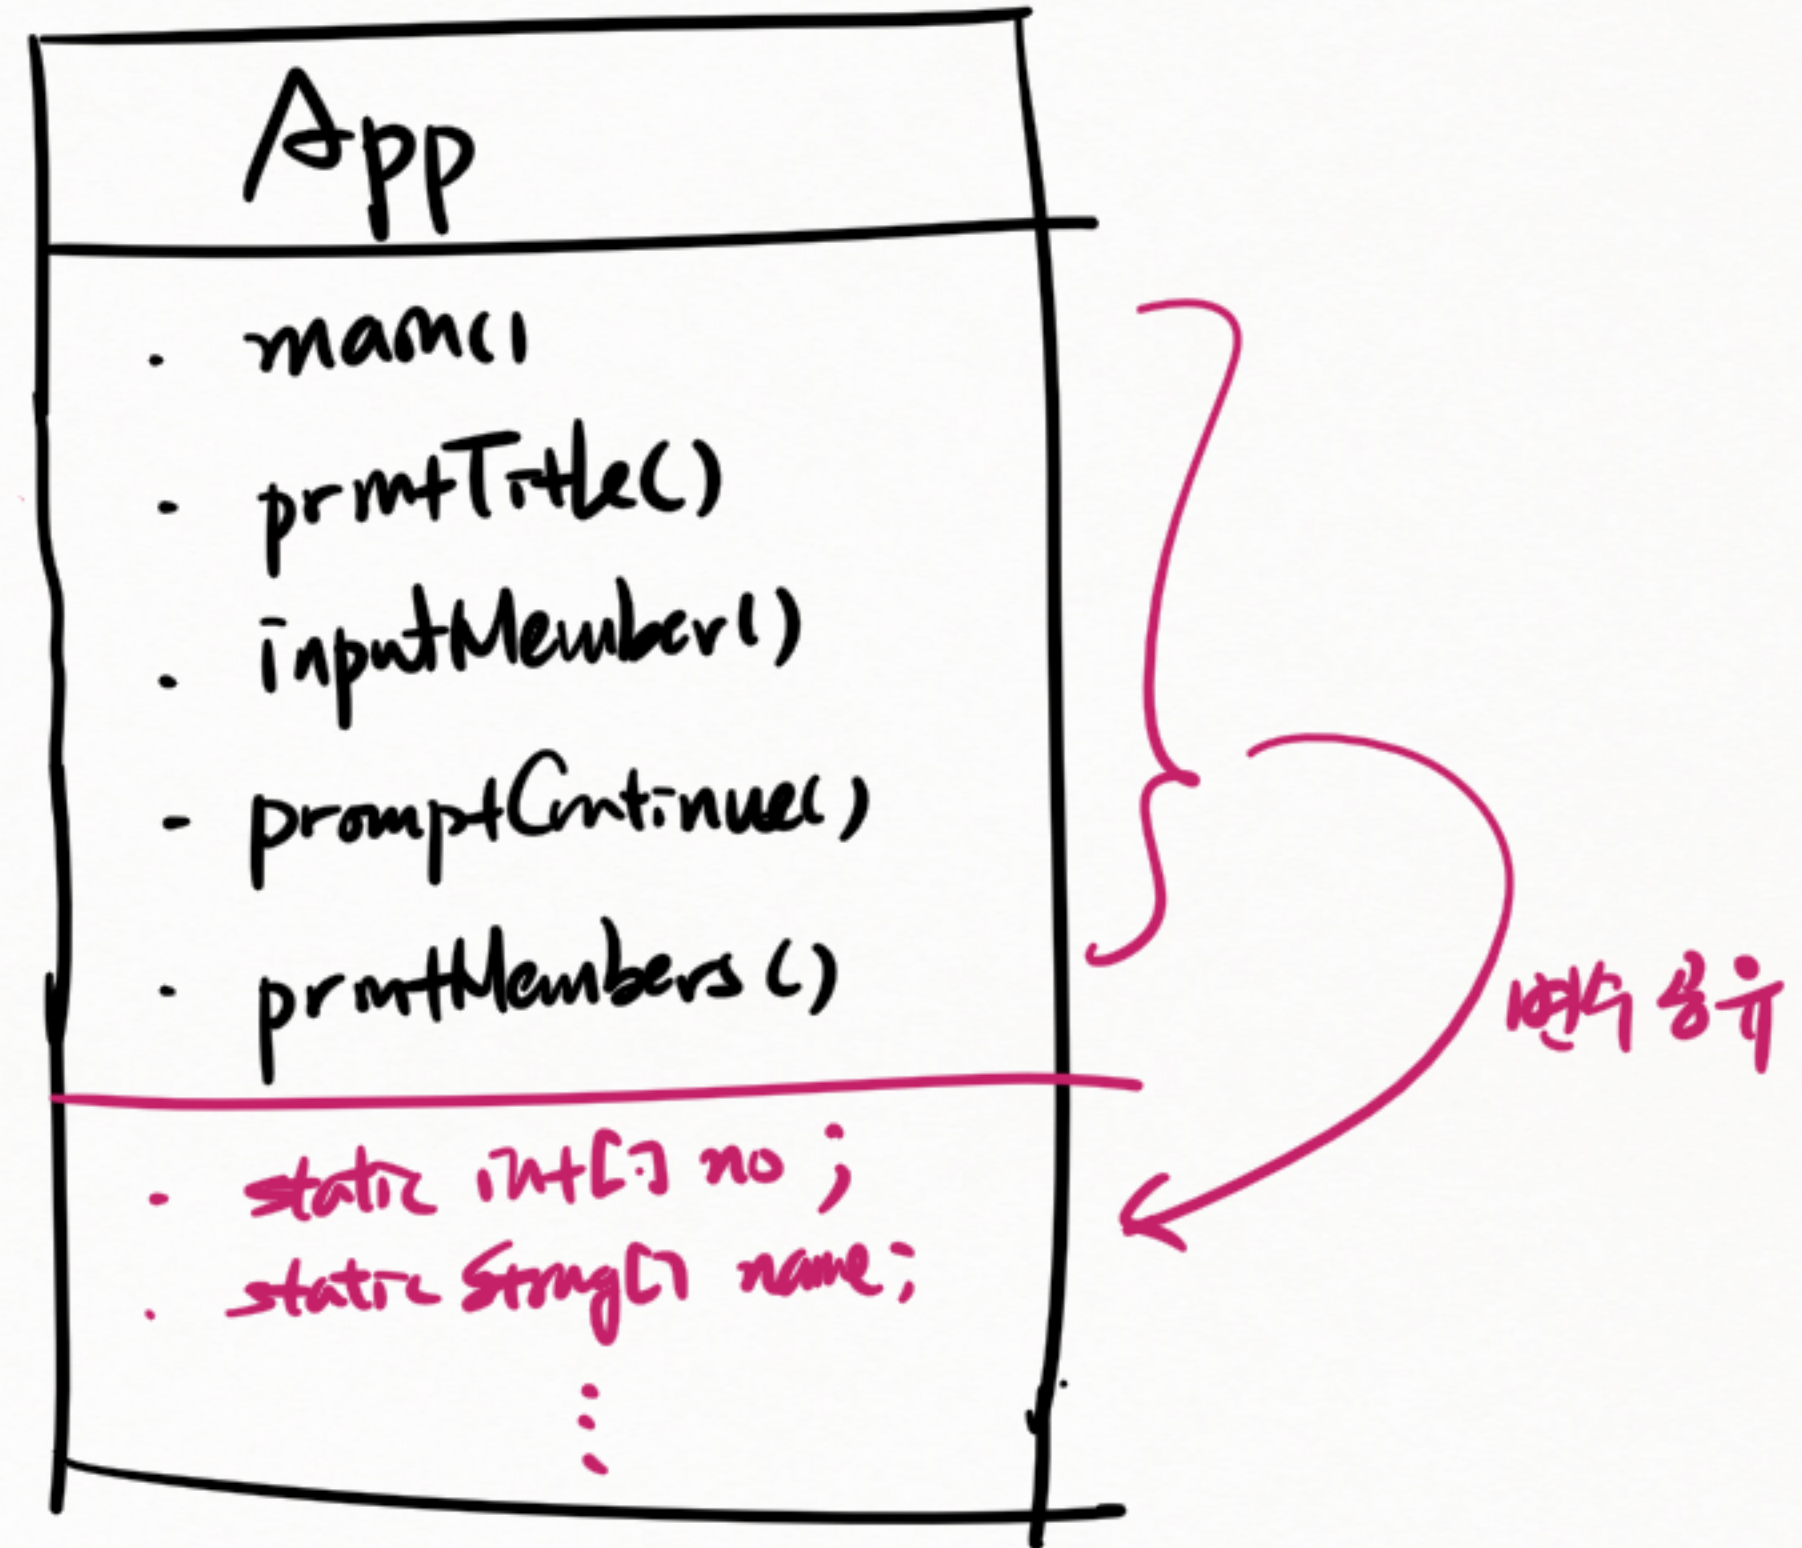 App
· main()
· printTitle()
· inputMember()
- promptContinue()
· printMembers()
변수 공유
· static int[] no ;
· static String[] name;
⋮